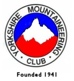 YORKSHIRE MOUNTAINEERING
CLUB
Founded 1941